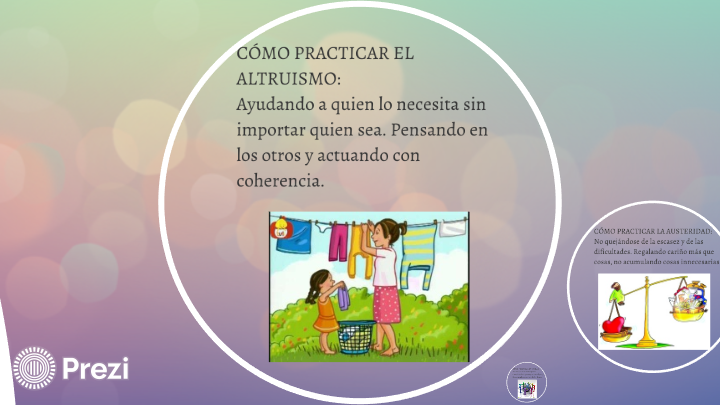 CÓMO PRACTICAR EL
ALTRUISMO:
Ayudando a quien lo necesita sin
importar quien sea. Pensando en
los otros y actuando con
coherencia.
CÓMO PRACTICAR LA AUSTERIDAD:
No quejándose de la escasez y de las
dificultades. Regalando cariño más que
cosas, no acumulando cosas innecesarias
Prezi